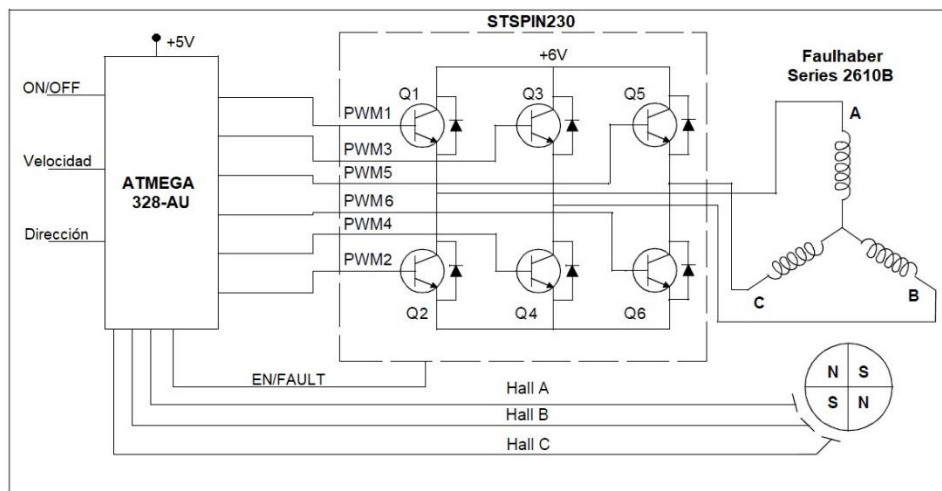 STSPIN230
+5V
+6V
Faulhaber
Series 2610B
ON/OFF
Velocidad
Dirección
ATMEGA
328-AU
PWM1
PWM3
PWM5
PWM6
PWM4
PWM2
Q1
Q3
Q5
Q2
Q4
Q6
A
C
B
EN/FAULT
Hall A
Hall B
Hall C
N S
S N